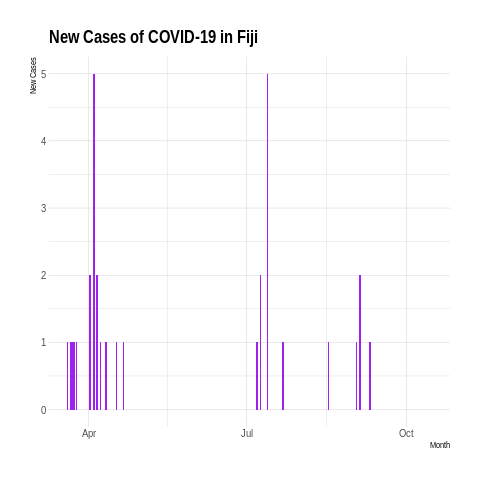 New Cases of COVID-19 in Fiji
New Cases
5
4
3
2
1
0
Apr
Jul
Oct
Month